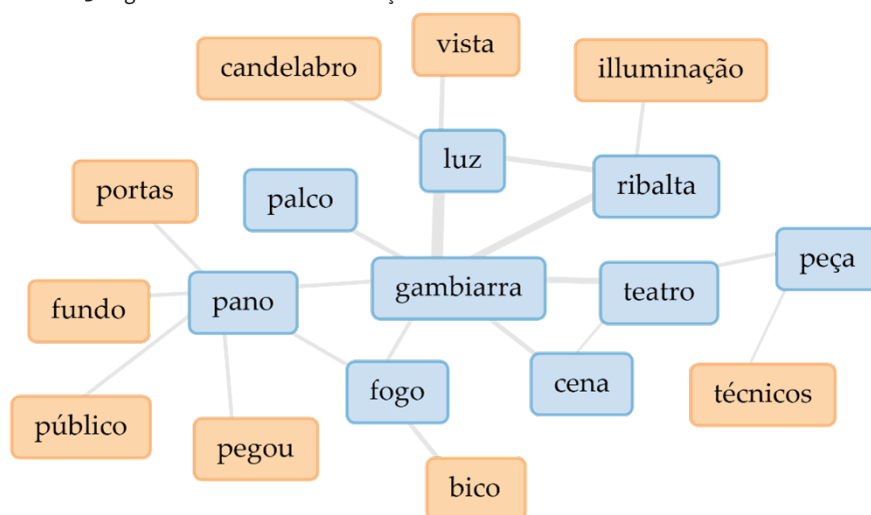 vista
candelabro
illuminação
luz
ribalta
portas
palco
peça
gambiarra
teatro
fundo
pano
cena
fogo
técnicos
público
pegou
bico